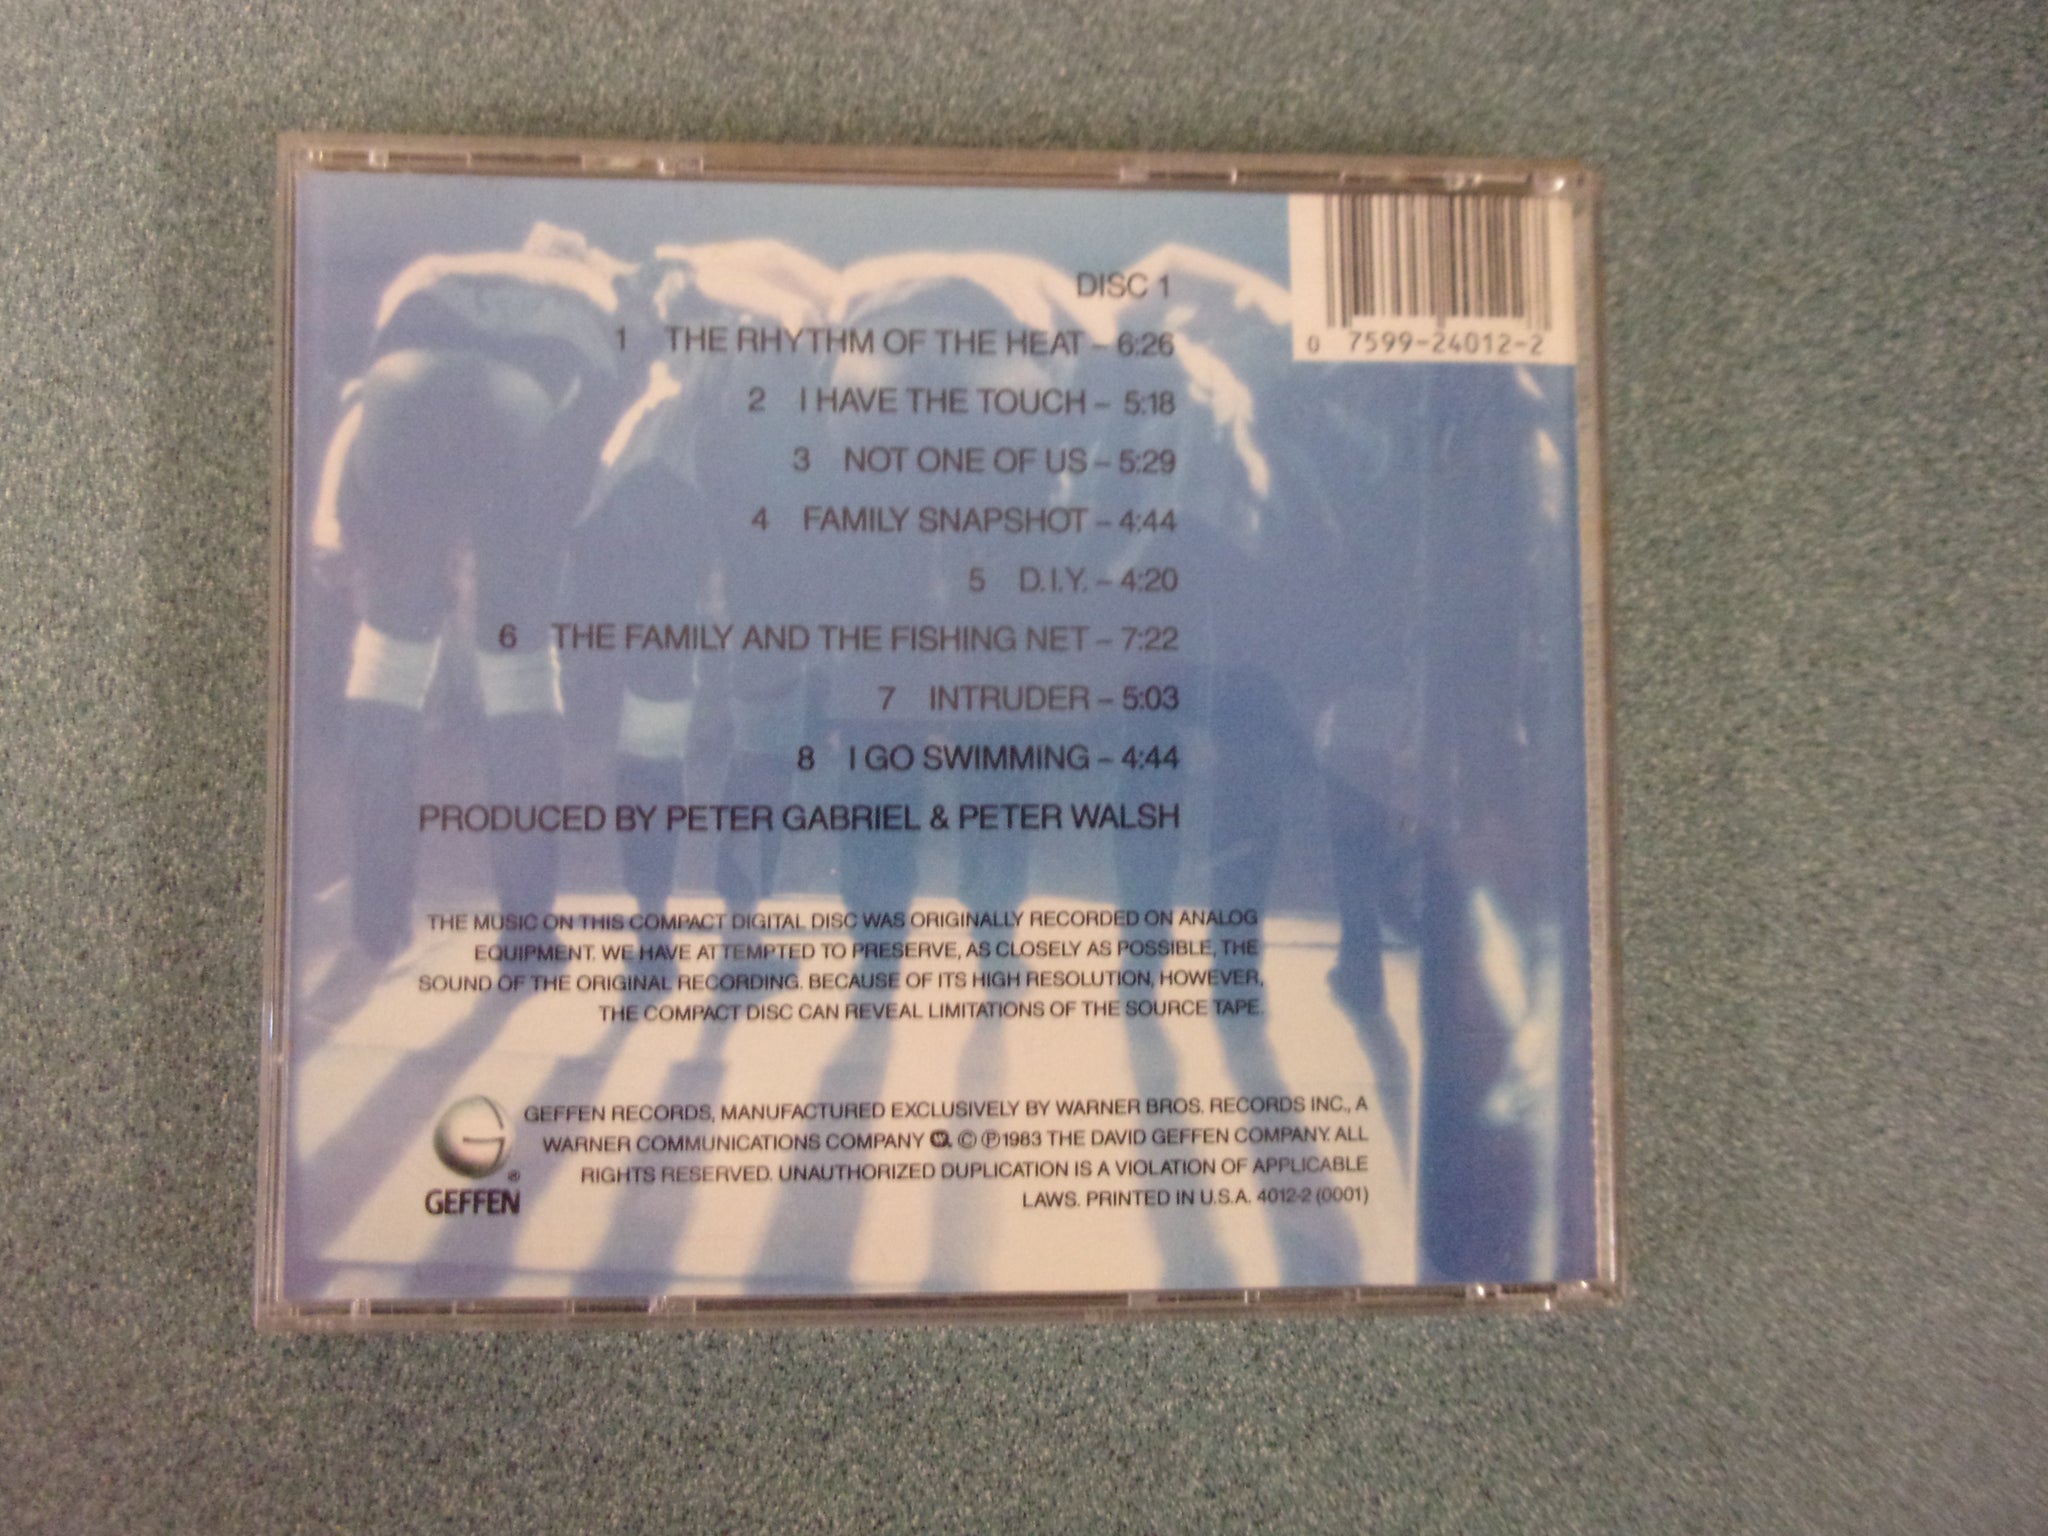 DISC 1
1 THE RHYTHM OF THE HEAT – 6:26
2 I HAVE THE TOUCH – 5:18
3 NOT ONE OF US – 5:29
4 FAMILY SNAPSHOT – 4:44
5 D.I.Y. – 4:20
6 THE FAMILY AND THE FISHING NET – 7:22
7 INTRUDER – 5:03
8 I GO SWIMMING – 4:44
PRODUCED BY PETER GABRIEL & PETER WALSH
0 7599-24012-2
THE MUSIC ON THIS COMPACT DIGITAL DISC WAS ORIGINALLY RECORDED ON ANALOG
EQUIPMENT. WE HAVE ATTEMPTED TO PRESERVE, AS CLOSELY AS POSSIBLE, THE
SOUND OF THE ORIGINAL RECORDING. BECAUSE OF ITS HIGH RESOLUTION, HOWEVER,
THE COMPACT DISC CAN REVEAL LIMITATIONS OF THE SOURCE TAPE.
G
® GEFFEN
GEFFEN RECORDS, MANUFACTURED EXCLUSIVELY BY WARNER BROS. RECORDS INC., A
WARNER COMMUNICATIONS COMPANY. © ℗ 1983 THE DAVID GEFFEN COMPANY. ALL
RIGHTS RESERVED. UNAUTHORIZED DUPLICATION IS A VIOLATION OF APPLICABLE
LAWS. PRINTED IN U.S.A. 4012-2 (0001)